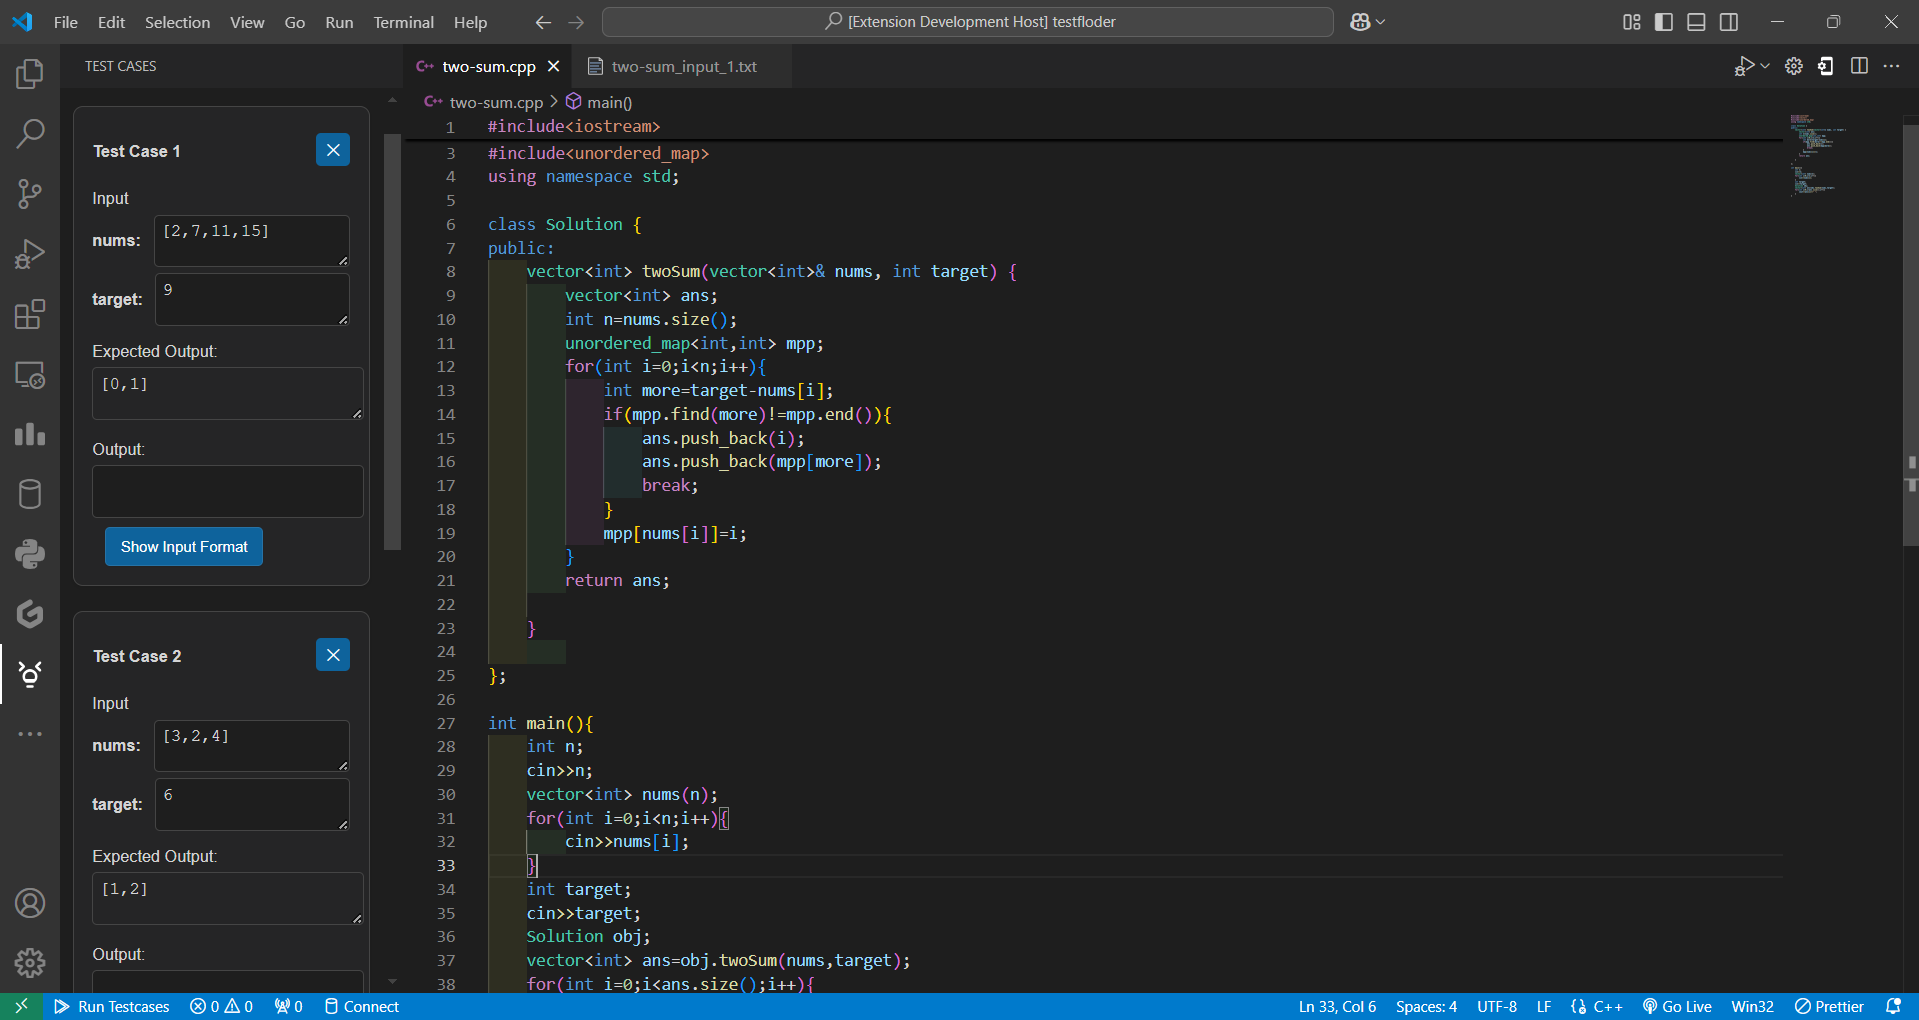 File Edit Selection View Go Run Terminal Help
[Extension Development Host] testfloder
TEST CASES
Test Case 1
Input
nums: [2,7,11,15]
target: 9
Expected Output:
[0,1]
Output:
Show Input Format
Test Case 2
Input
nums: [3,2,4]
target: 6
Expected Output:
[1,2]
Output:
two-sum.cpp two-sum_input_1.txt
two-sum.cpp > main()
1 #include<iostream>
3 #include<unordered_map>
4 using namespace std;
5
6 class Solution {
7 public:
8 vector<int> twoSum(vector<int>& nums, int target) {
9 vector<int> ans;
10 int n=nums.size();
11 unordered_map<int,int> mpp;
12 for(int i=0;i<n;i++){
13 int more=target-nums[i];
14 if(mpp.find(more)!=mpp.end()){
15 ans.push_back(i);
16 ans.push_back(mpp[more]);
17 break;
18 }
19 mpp[nums[i]]=i;
20 }
21 return ans;
22
23 }
24
25 };
26
27 int main(){
28 int n;
29 cin>>n;
30 vector<int> nums(n);
31 for(int i=0;i<n;i++){
32 cin>>nums[i];
33 }
34 int target;
35 cin>>target;
36 Solution obj;
37 vector<int> ans=obj.twoSum(nums,target);
38 for(int i=0;i<ans.size();i++){
Run Testcases 0 0 0 Connect Ln 33, Col 6 Spaces: 4 UTF-8 LF C++ Go Live Win32 Prettier